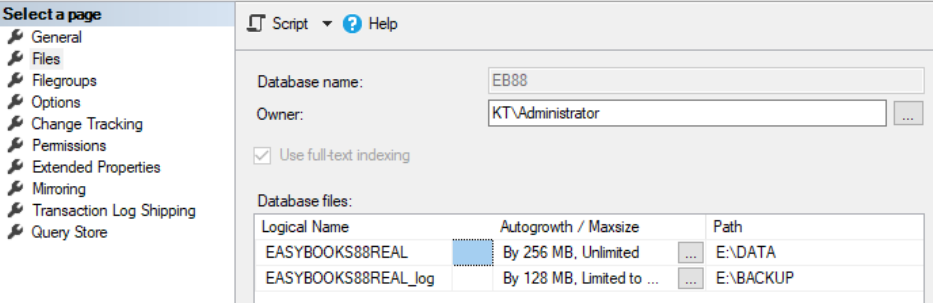 Select a page
General
Files
Filegroups
Options
Change Tracking
Permissions
Extended Properties
Mirroring
Transaction Log Shipping
Query Store
Script Help
Database name: EB88
Owner: KT\Administrator ...
Use full-text indexing
Database files:
Logical Name Autogrowth / Maxsize Path
EASYBOOKS88REAL By 256 MB, Unlimited ... E:\DATA
EASYBOOKS88REAL_log By 128 MB, Limited to ... ... E:\BACKUP